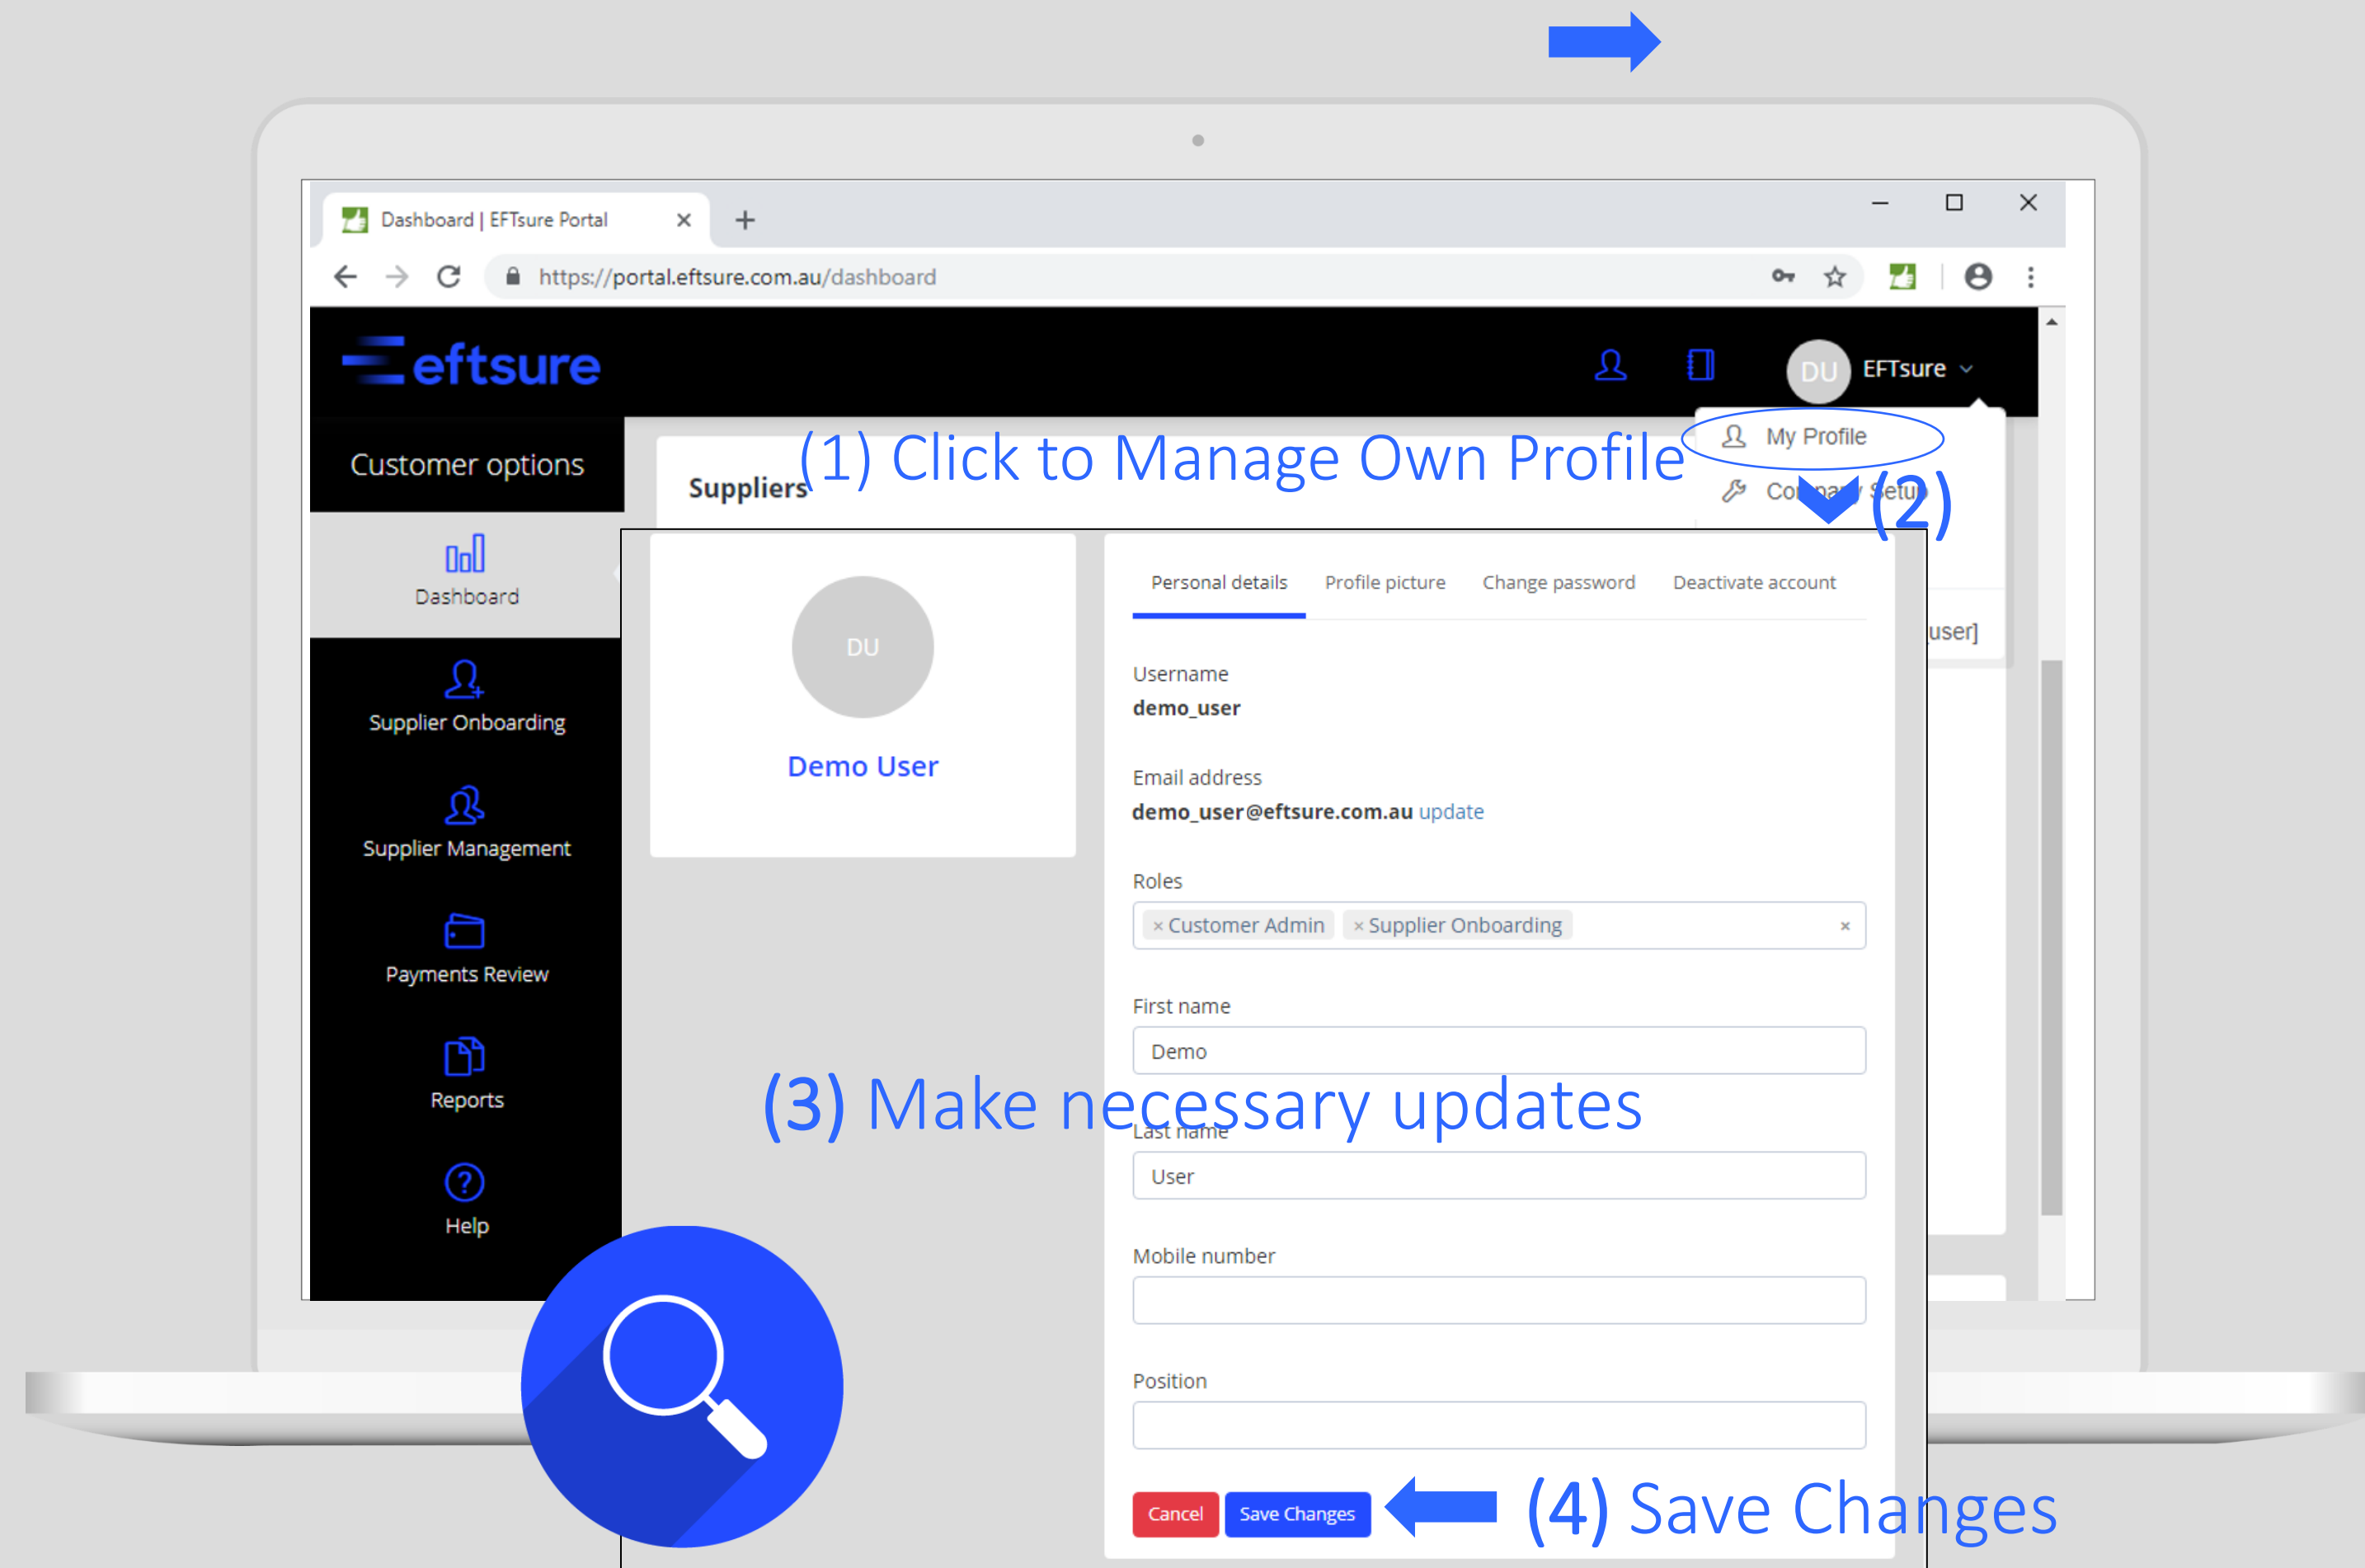 Dashboard | EFTsure Portal
https://portal.eftsure.com.au/dashboard
eftsure
DU
EFTsure
Customer options
My Profile
(1) Click to Manage Own Profile
Suppliers
Company Setup
(2)
Dashboard
Supplier Onboarding
Supplier Management
Payments Review
Reports
Help
DU
Demo User
Personal details Profile picture Change password Deactivate account
user]
Username
demo_user
Email address
demo_user@eftsure.com.au update
Roles
× Customer Admin × Supplier Onboarding ×
First name
Demo
(3) Make necessary updates
Last name
User
Mobile number
Position
Cancel Save Changes
(4) Save Changes